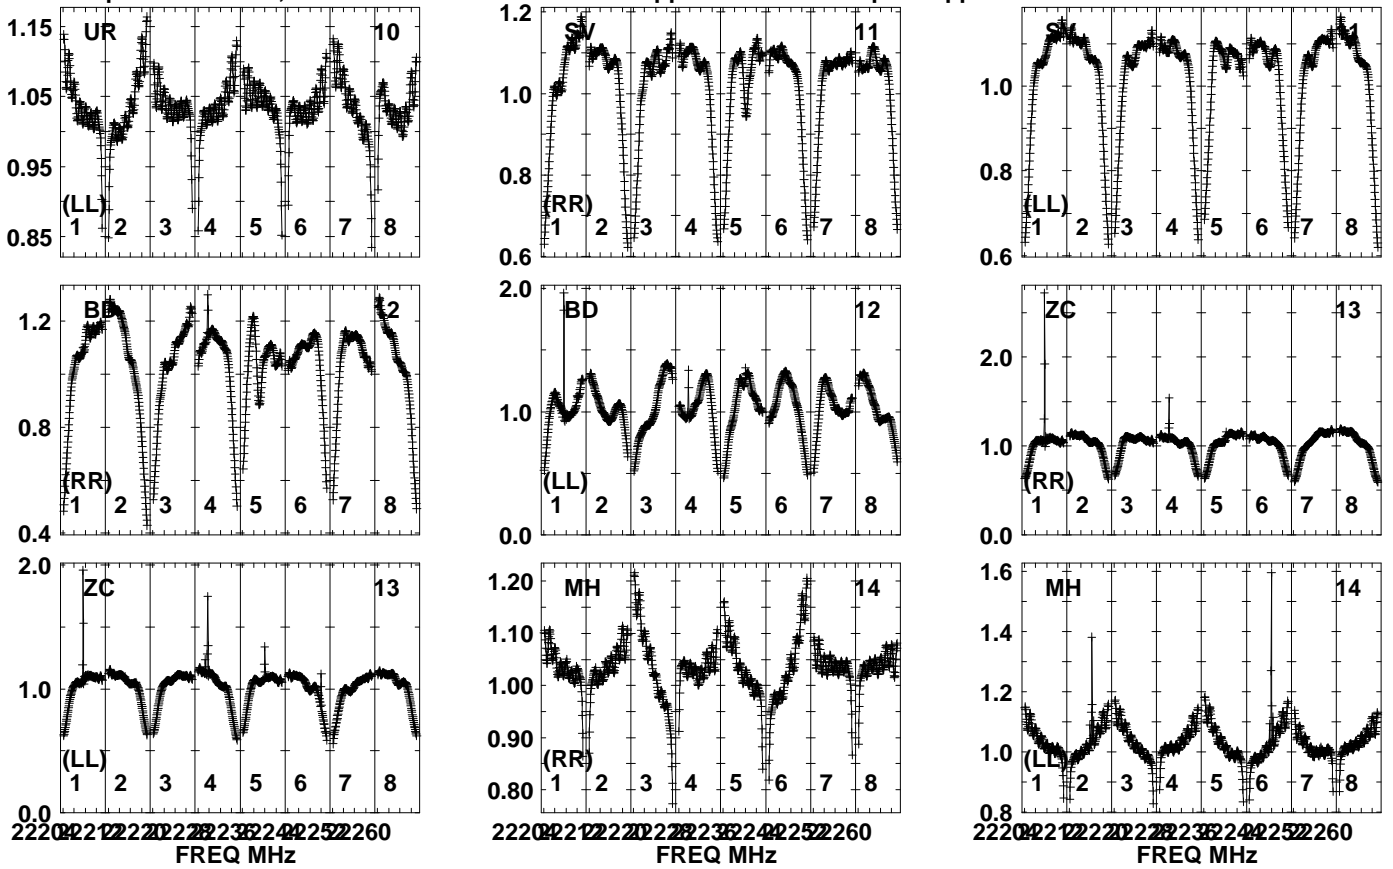 UR 10
1.15
1.05
0.95
0.85
(LL)
1 2 3 4 5 6 7 8
SV 11
1.2
1.0
0.8
0.6
(RR)
1 2 3 4 5 6 7 8
SV
1.0
0.8
0.6
(LL)
1 2 3 4 5 6 7 8
BD
1.2
1.0
0.8
0.4
(RR)
1 2 3 4 5 6 7 8
BD 12
2.0
1.0
0.0
(LL)
1 2 3 4 5 6 7 8
ZC 13
2.0
1.0
0.0
(RR)
1 2 3 4 5 6 7 8
ZC 13
2.0
1.0
0.0
(LL)
1 2 3 4 5 6 7 8
FREQ MHz
MH 14
1.20
1.10
1.00
0.90
0.80
(RR)
1 2 3 4 5 6 7 8
FREQ MHz
MH 14
1.6
1.4
1.2
1.0
0.8
(LL)
1 2 3 4 5 6 7 8
FREQ MHz